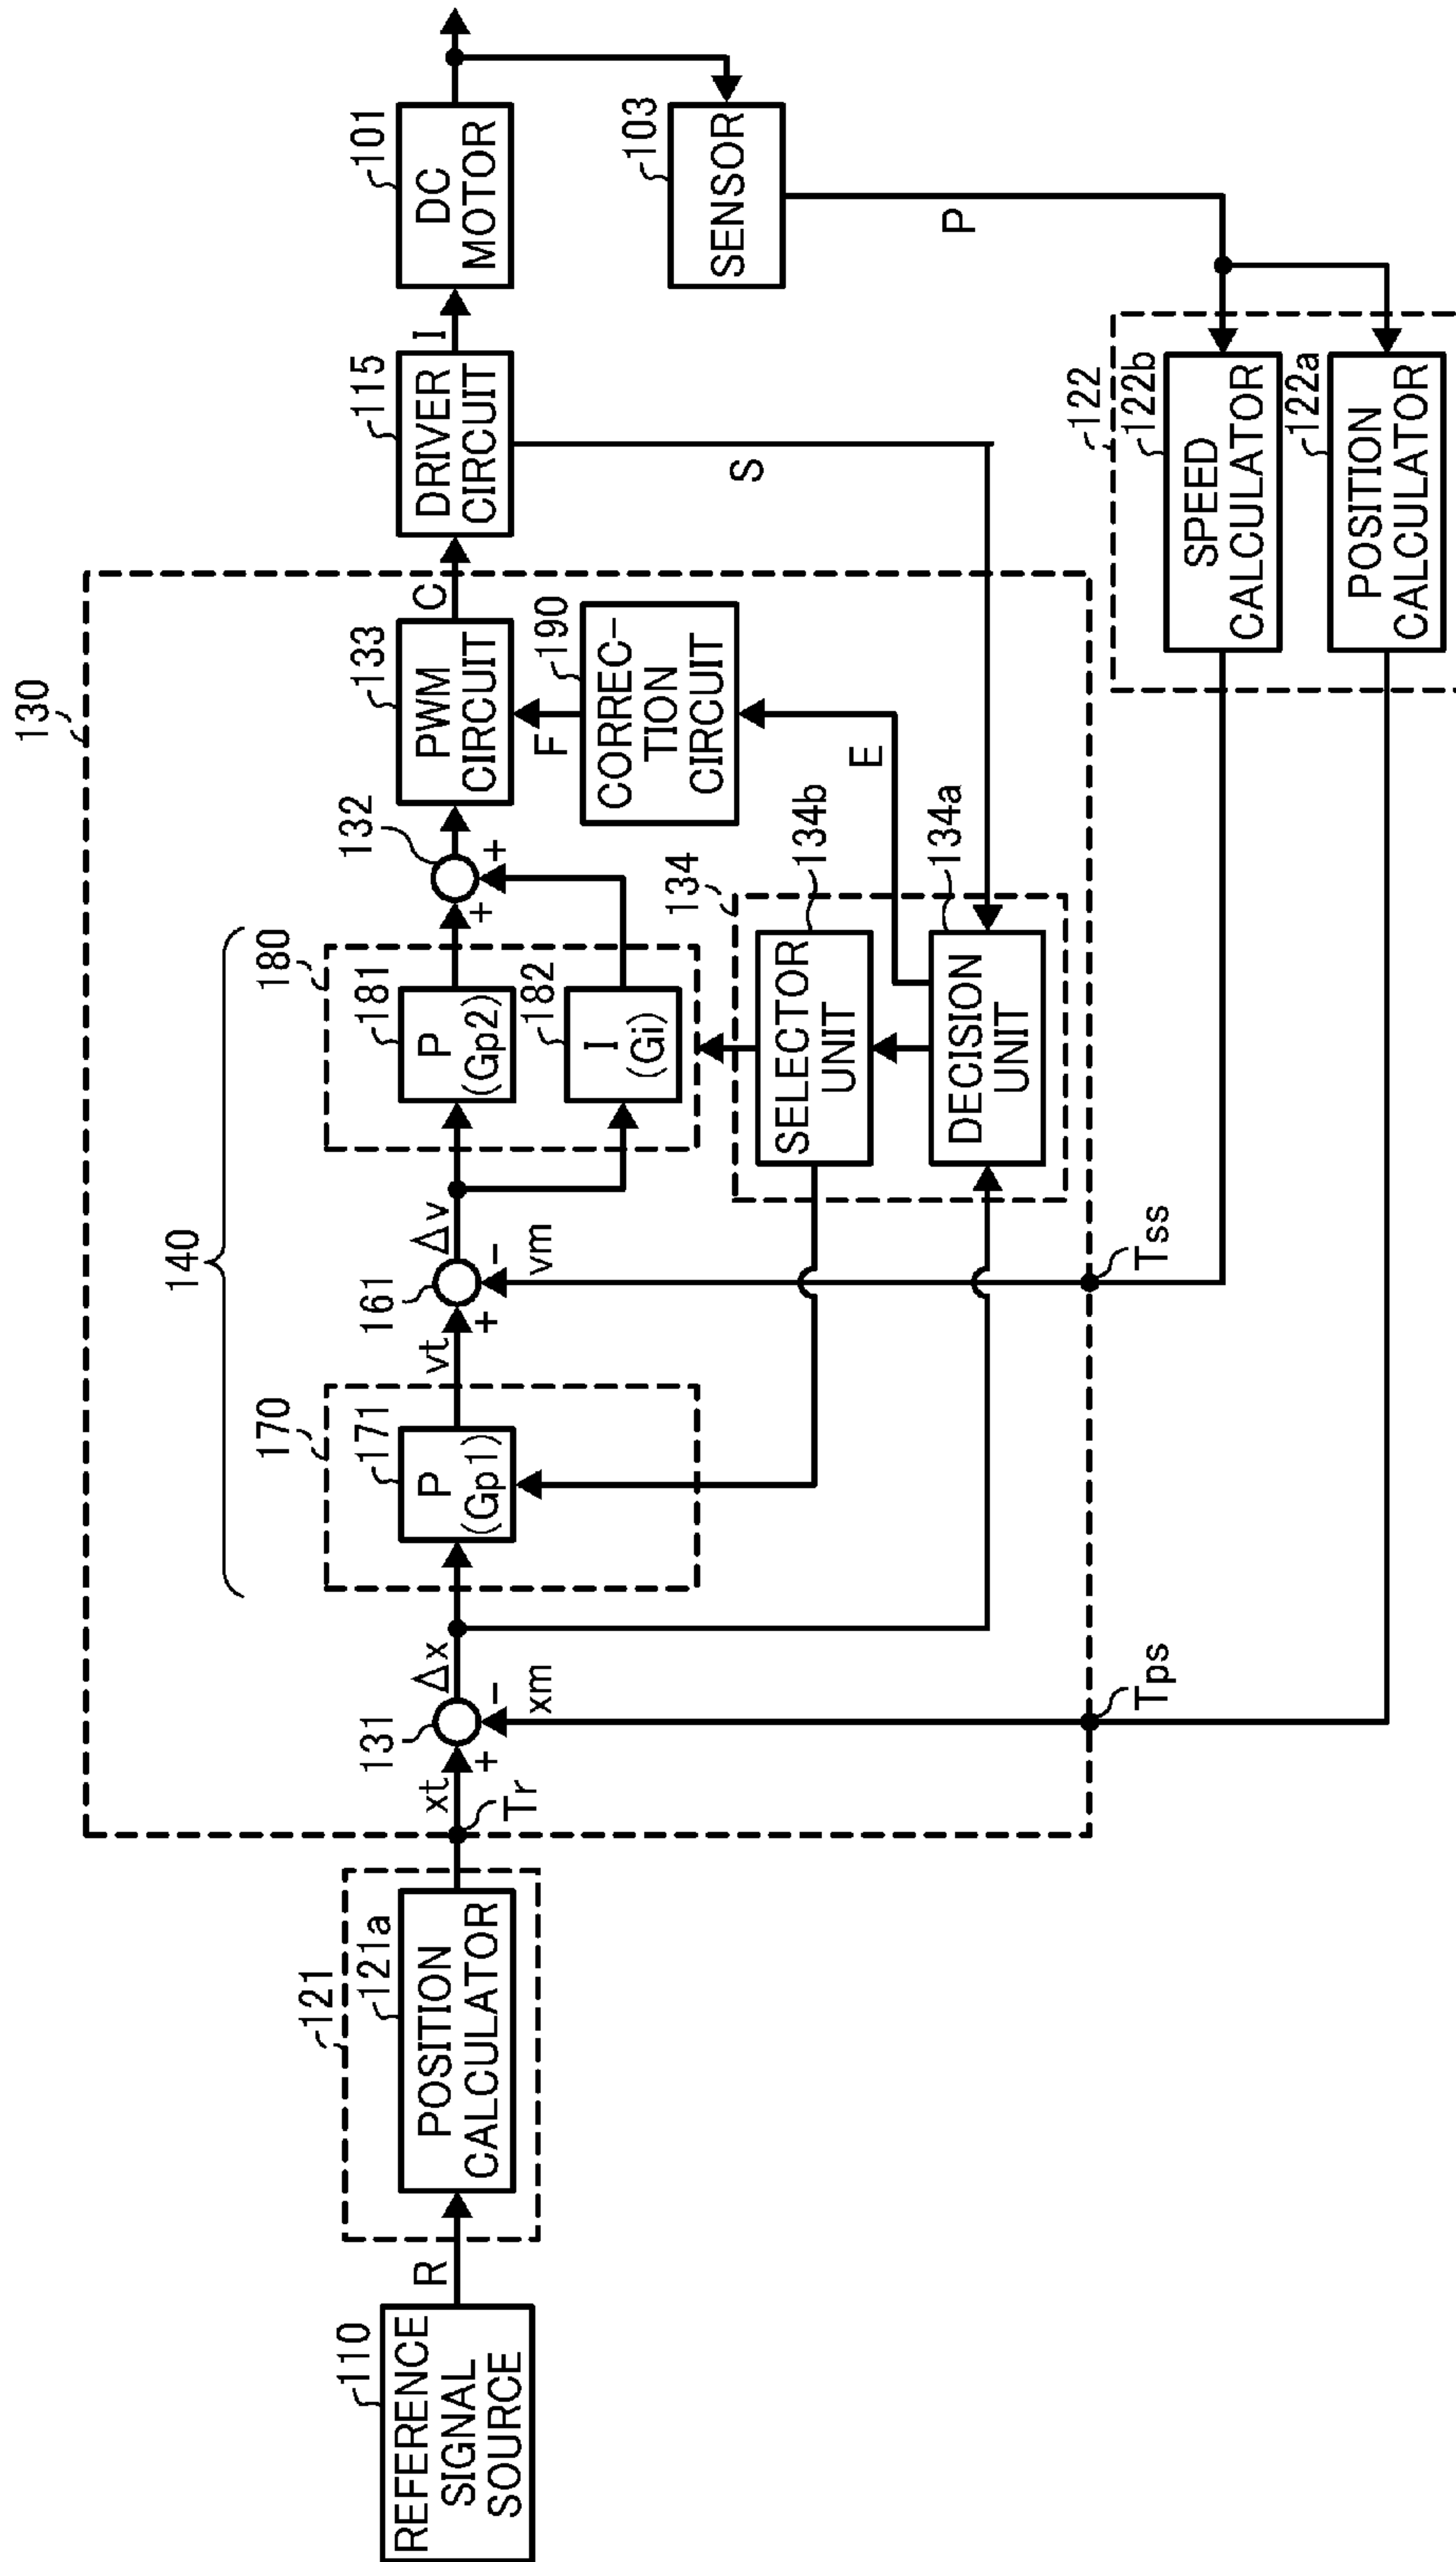 130
140
110
REFERENCE
SIGNAL
SOURCE
R
121
121a
POSITION
CALCULATOR
xt
Tr
131
+
-
xm
Δx
170
171
P
(Gp1)
vt
161
+
-
vm
Δv
180
181
P
(Gp2)
182
I
(Gi)
132
+
+
133
PWM
CIRCUIT
C
115
DRIVER
CIRCUIT
I
101
DC
MOTOR
103
SENSOR
P
F
190
CORREC-
TION
CIRCUIT
E
S
134
134b
SELECTOR
UNIT
134a
DECISION
UNIT
Tps
Tss
122
122b
SPEED
CALCULATOR
122a
POSITION
CALCULATOR